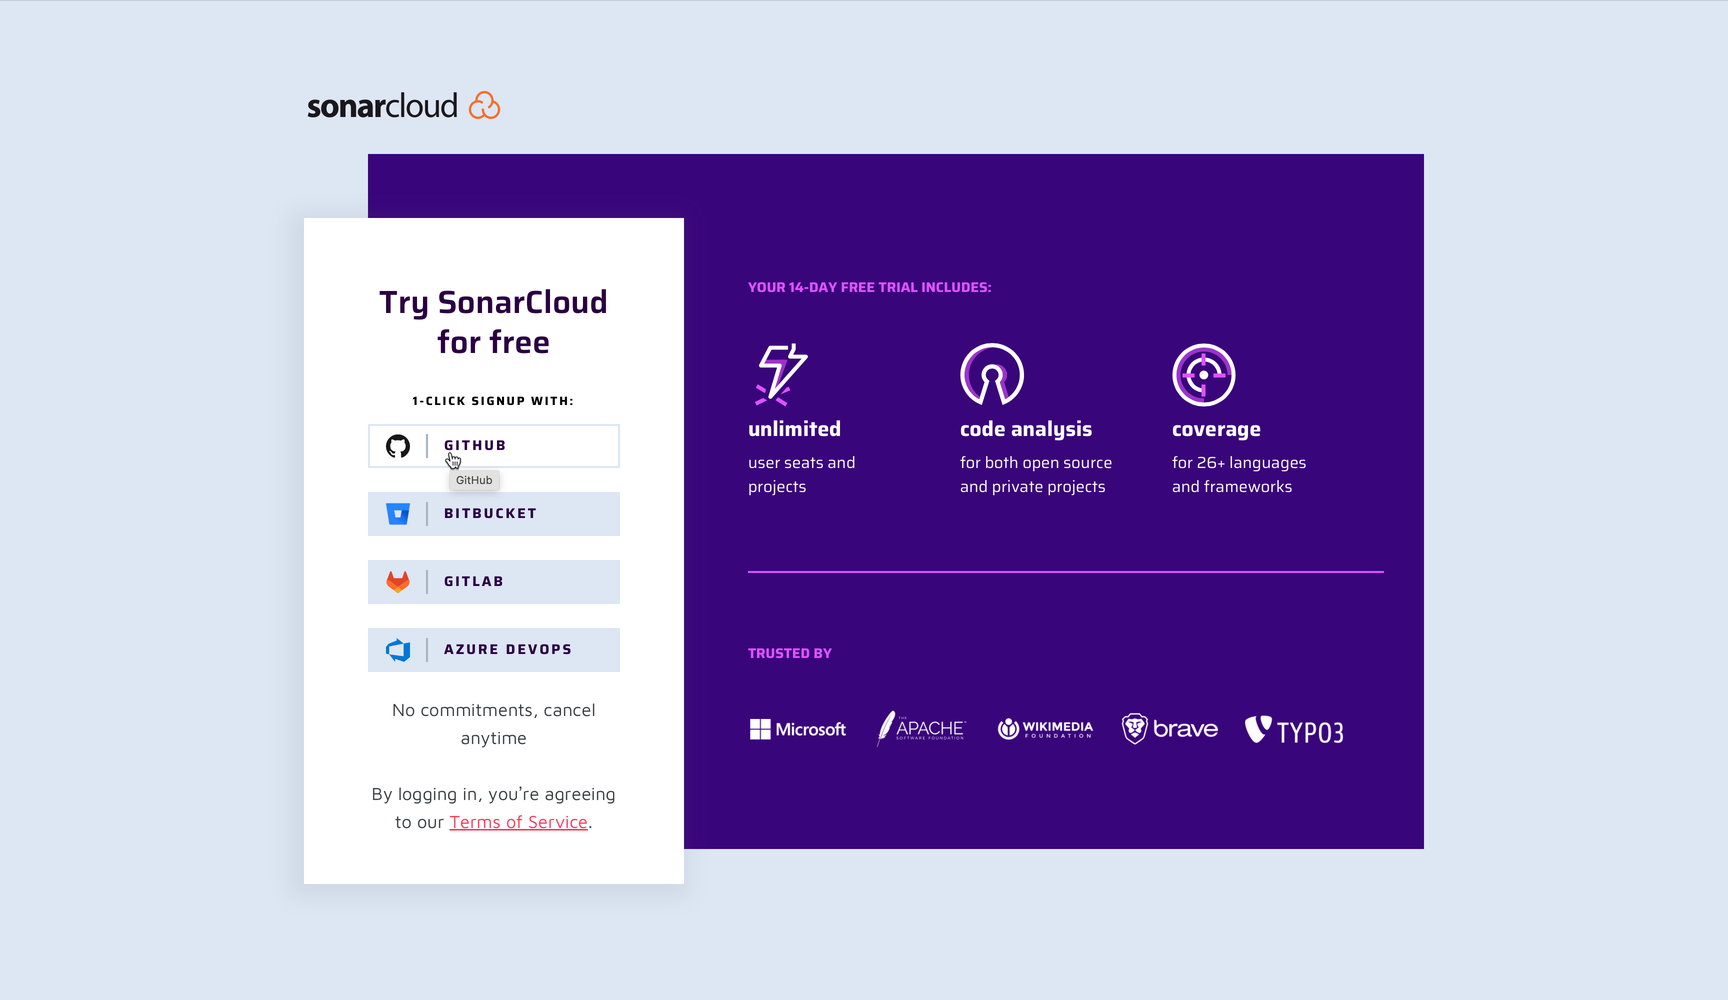 sonarcloud
Try SonarCloud
for free
1-CLICK SIGNUP WITH:
GITHUB
GitHub
BITBUCKET
GITLAB
AZURE DEVOPS
No commitments, cancel
anytime
By logging in, you're agreeing
to our Terms of Service.
YOUR 14-DAY FREE TRIAL INCLUDES:
unlimited
user seats and
projects
code analysis
for both open source
and private projects
coverage
for 26+ languages
and frameworks
TRUSTED BY
Microsoft
THE
APACHE
SOFTWARE FOUNDATION
WIKIMEDIA
FOUNDATION
brave
TYPO3